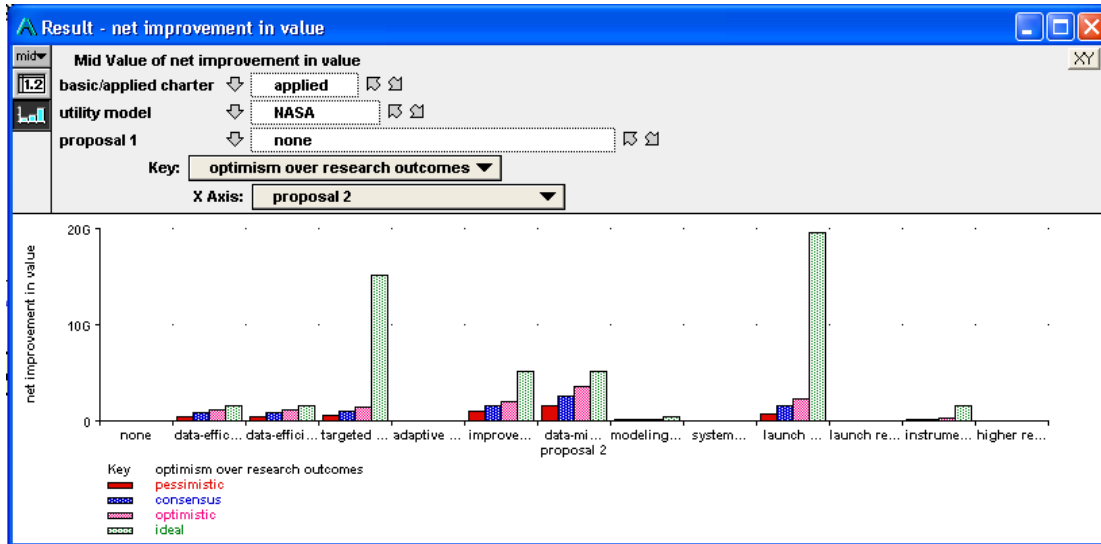 Result - net improvement in value
mid
Mid Value of net improvement in value
XY
1.2
basic/applied charter applied
utility model NASA
proposal 1 none
Key: optimism over research outcomes
X Axis: proposal 2
net improvement in value
20G
10G
0
none data-effic... data-effici... targeted ... adaptive ... improve... data-mi... modeling... system... launch ... launch re... instrume... higher re...
proposal 2
Key optimism over research outcomes
pessimistic
consensus
optimistic
ideal